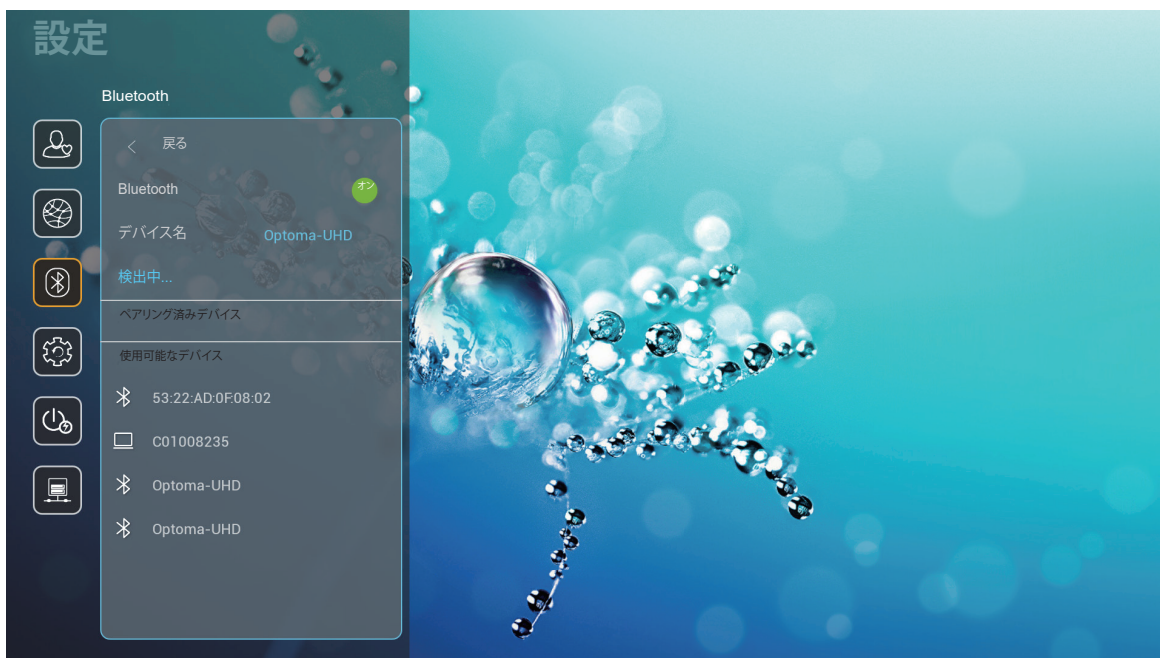 設定
Bluetooth
戻る
Bluetooth オン
デバイス名 Optoma-UHD
検出中...
ペアリング済みデバイス
使用可能なデバイス
53:22:AD:0F:08:02
C01008235
Optoma-UHD
Optoma-UHD